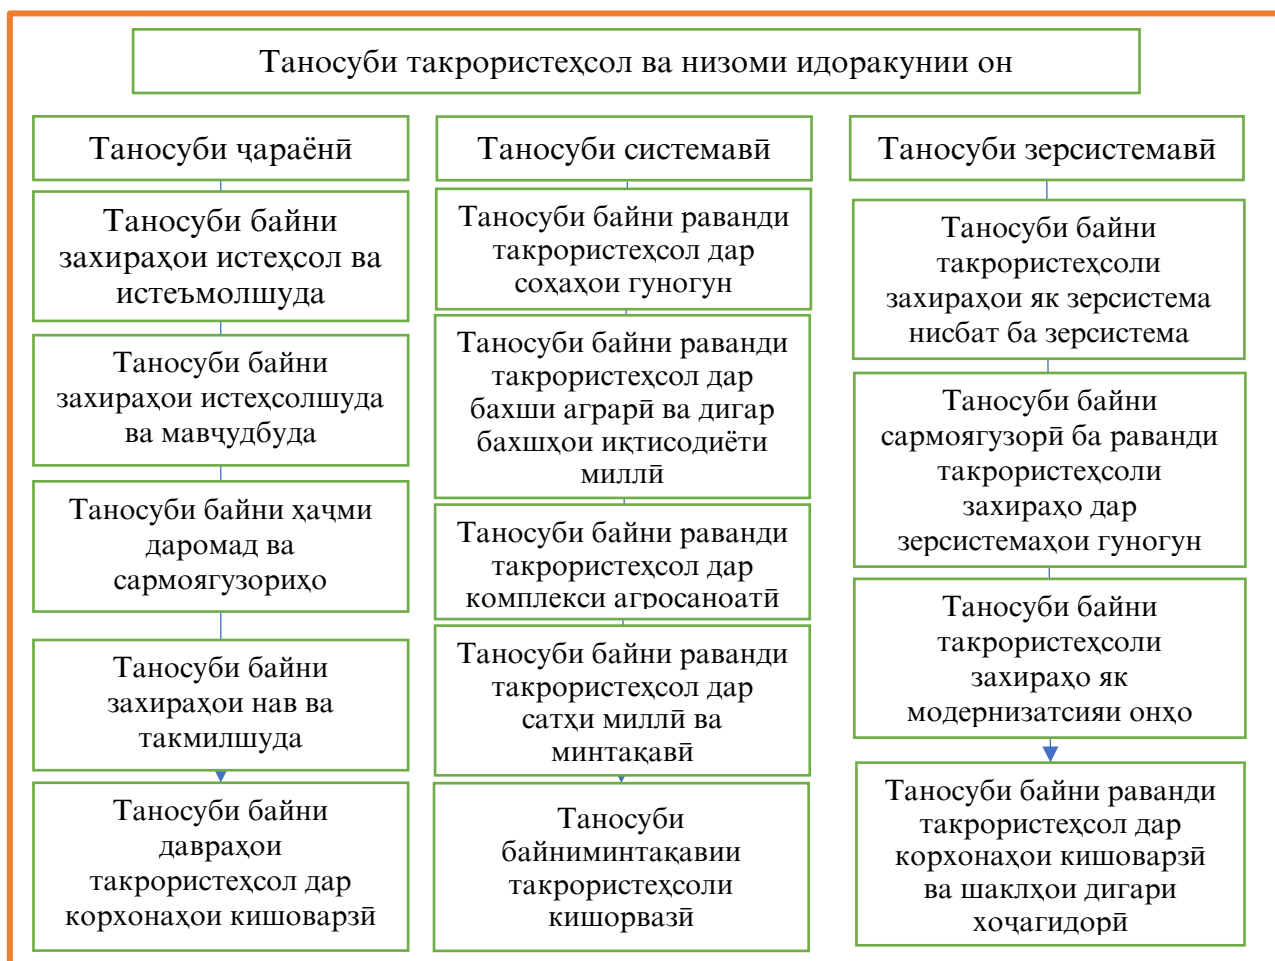 Таносуби такрористеҳсол ва низоми идоракунии он
Таносуби ҷараёнӣ
Таносуби байни
захираҳои истеҳсол ва
истеъмолшуда
Таносуби байни
захираҳои истеҳсолшуда
ва мавҷудбуда
Таносуби байни ҳаҷми
даромад ва
сармоягузориҳо
Таносуби байни
захираҳои нав ва
такмилшуда
Таносуби байни
давраҳои
такрористеҳсол дар
корхонаҳои кишоварзӣ
Таносуби системавӣ
Таносуби байни раванди
такрористеҳсол дар
соҳаҳои гуногун
Таносуби байни раванди
такрористеҳсол дар
бахши аграрӣ ва дигар
бахшҳои иқтисодиёти
миллӣ
Таносуби байни раванди
такрористеҳсол дар
комплекси агросаноатӣ
Таносуби байни раванди
такрористеҳсол дар
сатҳи миллӣ ва
минтақавӣ
Таносуби
байниминтақавии
такрористеҳсоли
кишорвазӣ
Таносуби зерсистемавӣ
Таносуби байни
такрористеҳсоли
захираҳои як зерсистема
нисбат ба зерсистема
Таносуби байни
сармоягузорӣ ба раванди
такрористеҳсоли
захираҳо дар
зерсистемаҳои гуногун
Таносуби байни
такрористеҳсоли
захираҳо як
модернизатсияи онҳо
Таносуби байни раванди
такрористеҳсол дар
корхонаҳои кишоварзӣ
ва шаклҳои дигари
хоҷагидорӣ